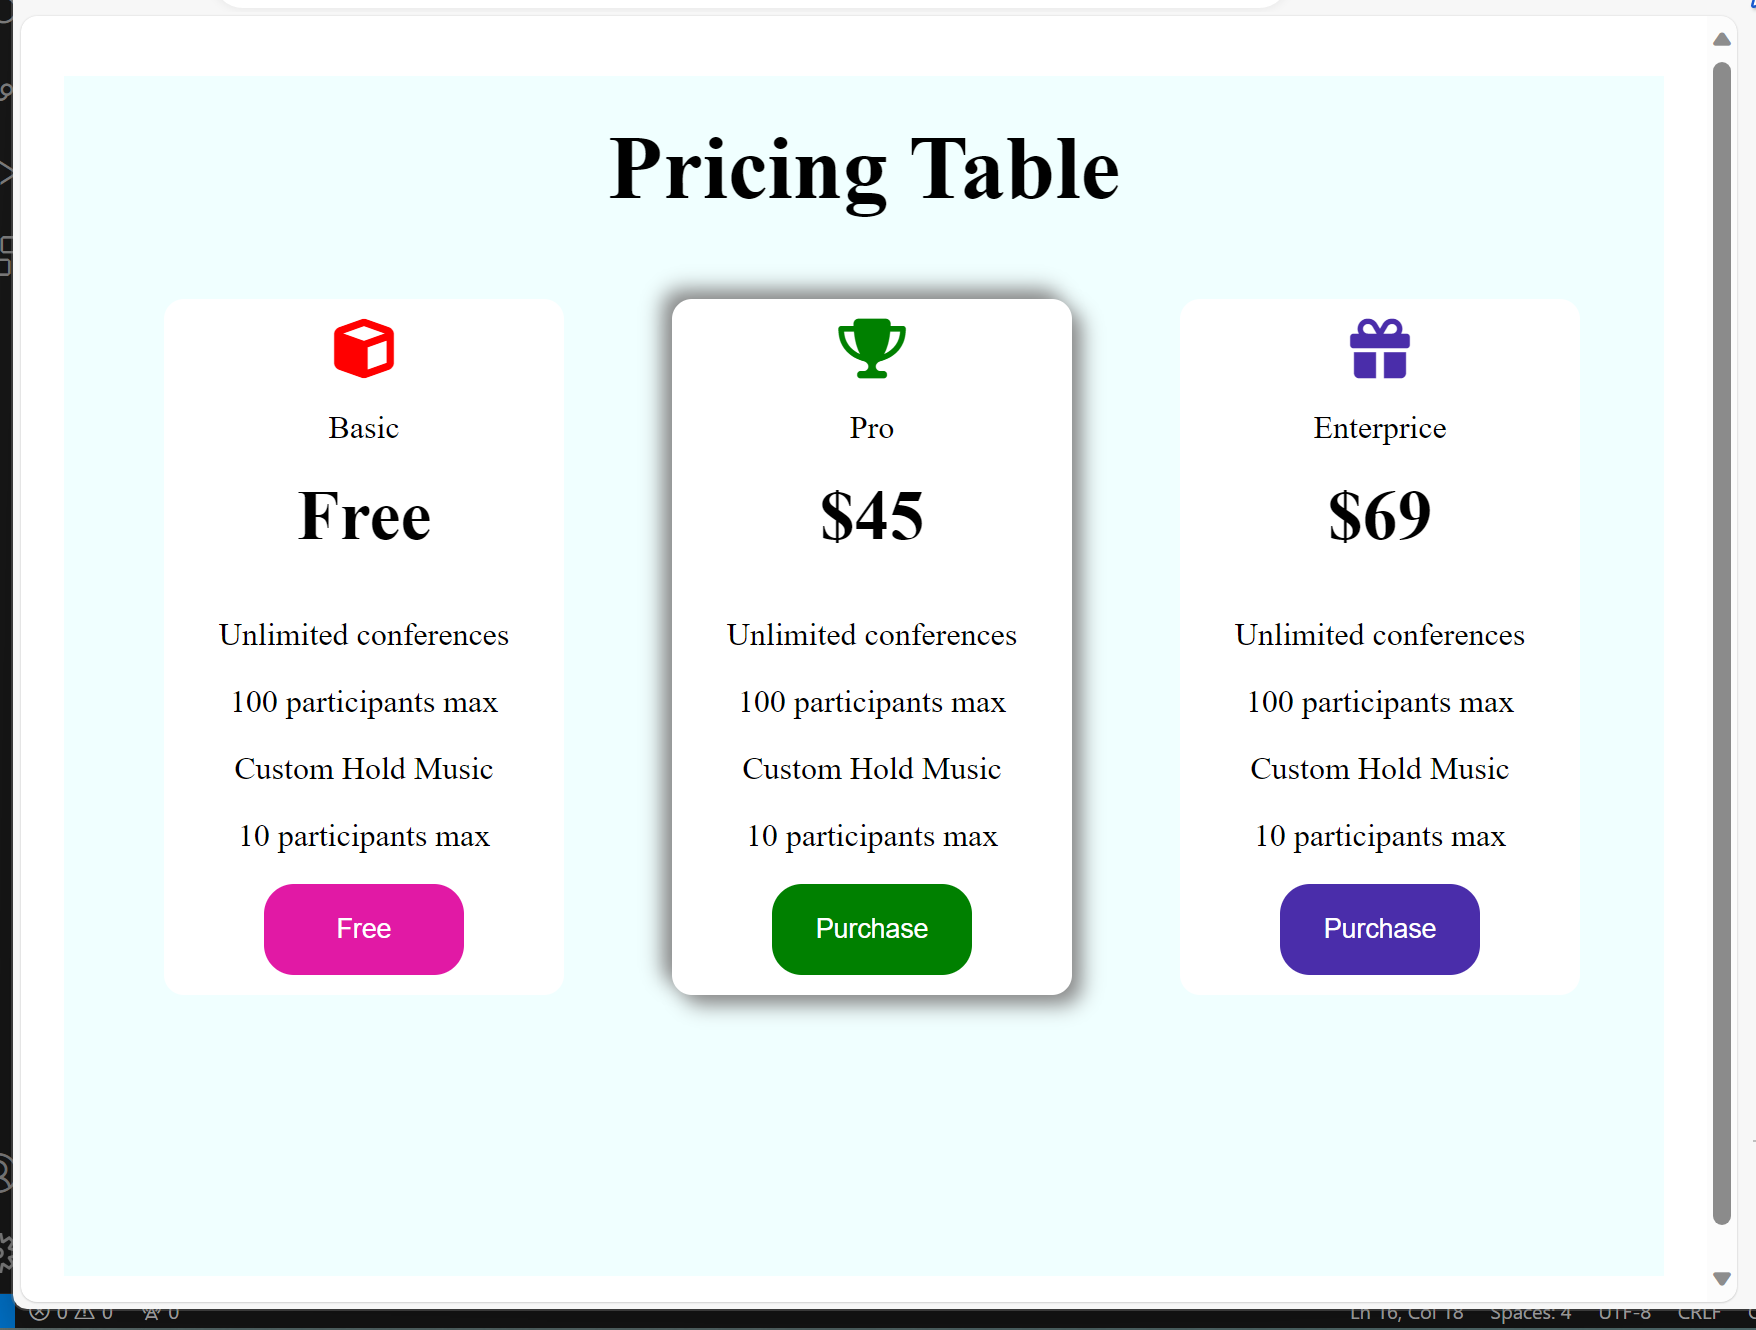 Pricing Table
Basic
Free
Unlimited conferences
100 participants max
Custom Hold Music
10 participants max
Free
Pro
$45
Unlimited conferences
100 participants max
Custom Hold Music
10 participants max
Purchase
Enterprice
$69
Unlimited conferences
100 participants max
Custom Hold Music
10 participants max
Purchase
0 0 0 Ln 16, Col 18 Spaces: 4 UTF-8 CRLF